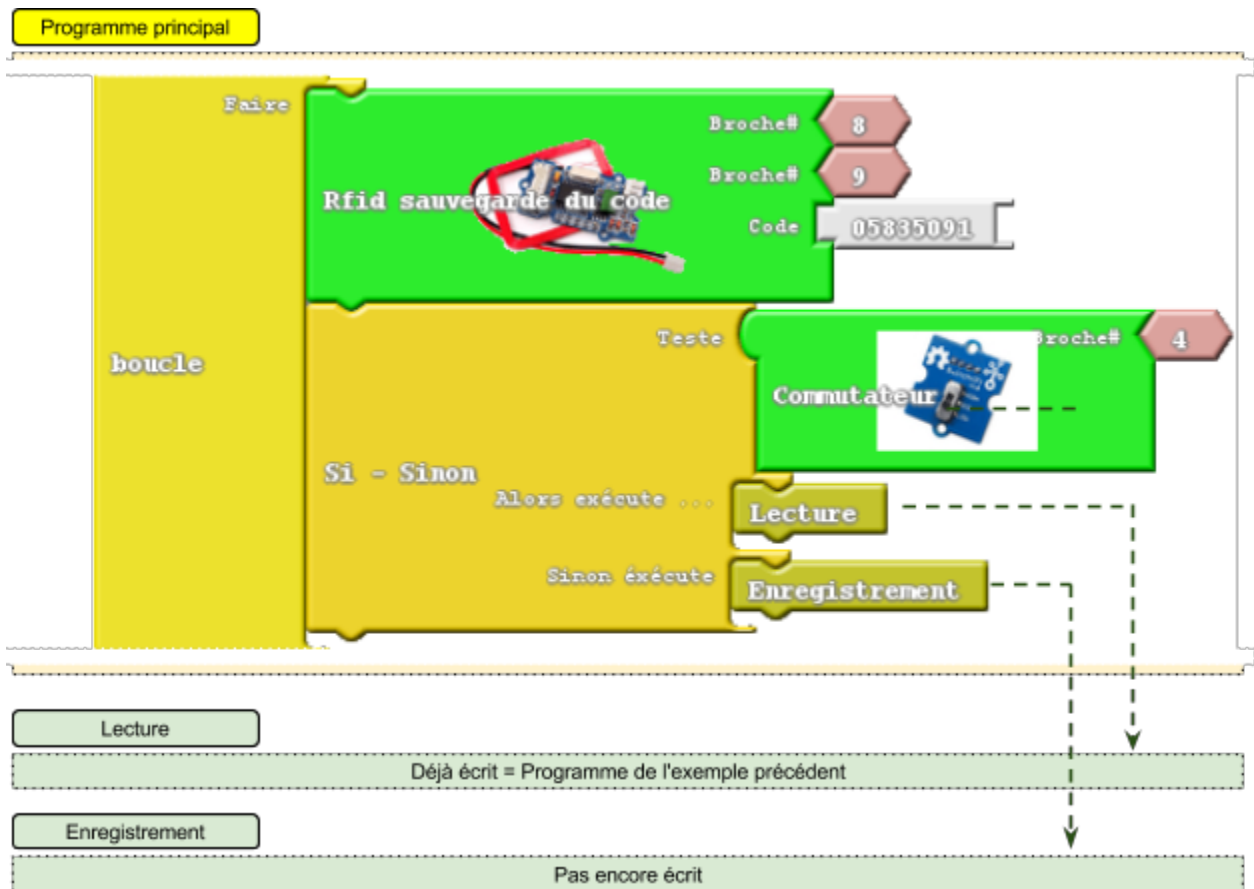 Programme principal
Faire
Broche# 8
Broche# 9
Rfid sauvegarde du code
Code 05835091
boucle
Teste
Broche# 4
Commutateur
Si - Sinon
Alors exécute ...
Lecture
Sinon éxécute
Enregistrement
Lecture
Déjà écrit = Programme de l'exemple précédent
Enregistrement
Pas encore écrit